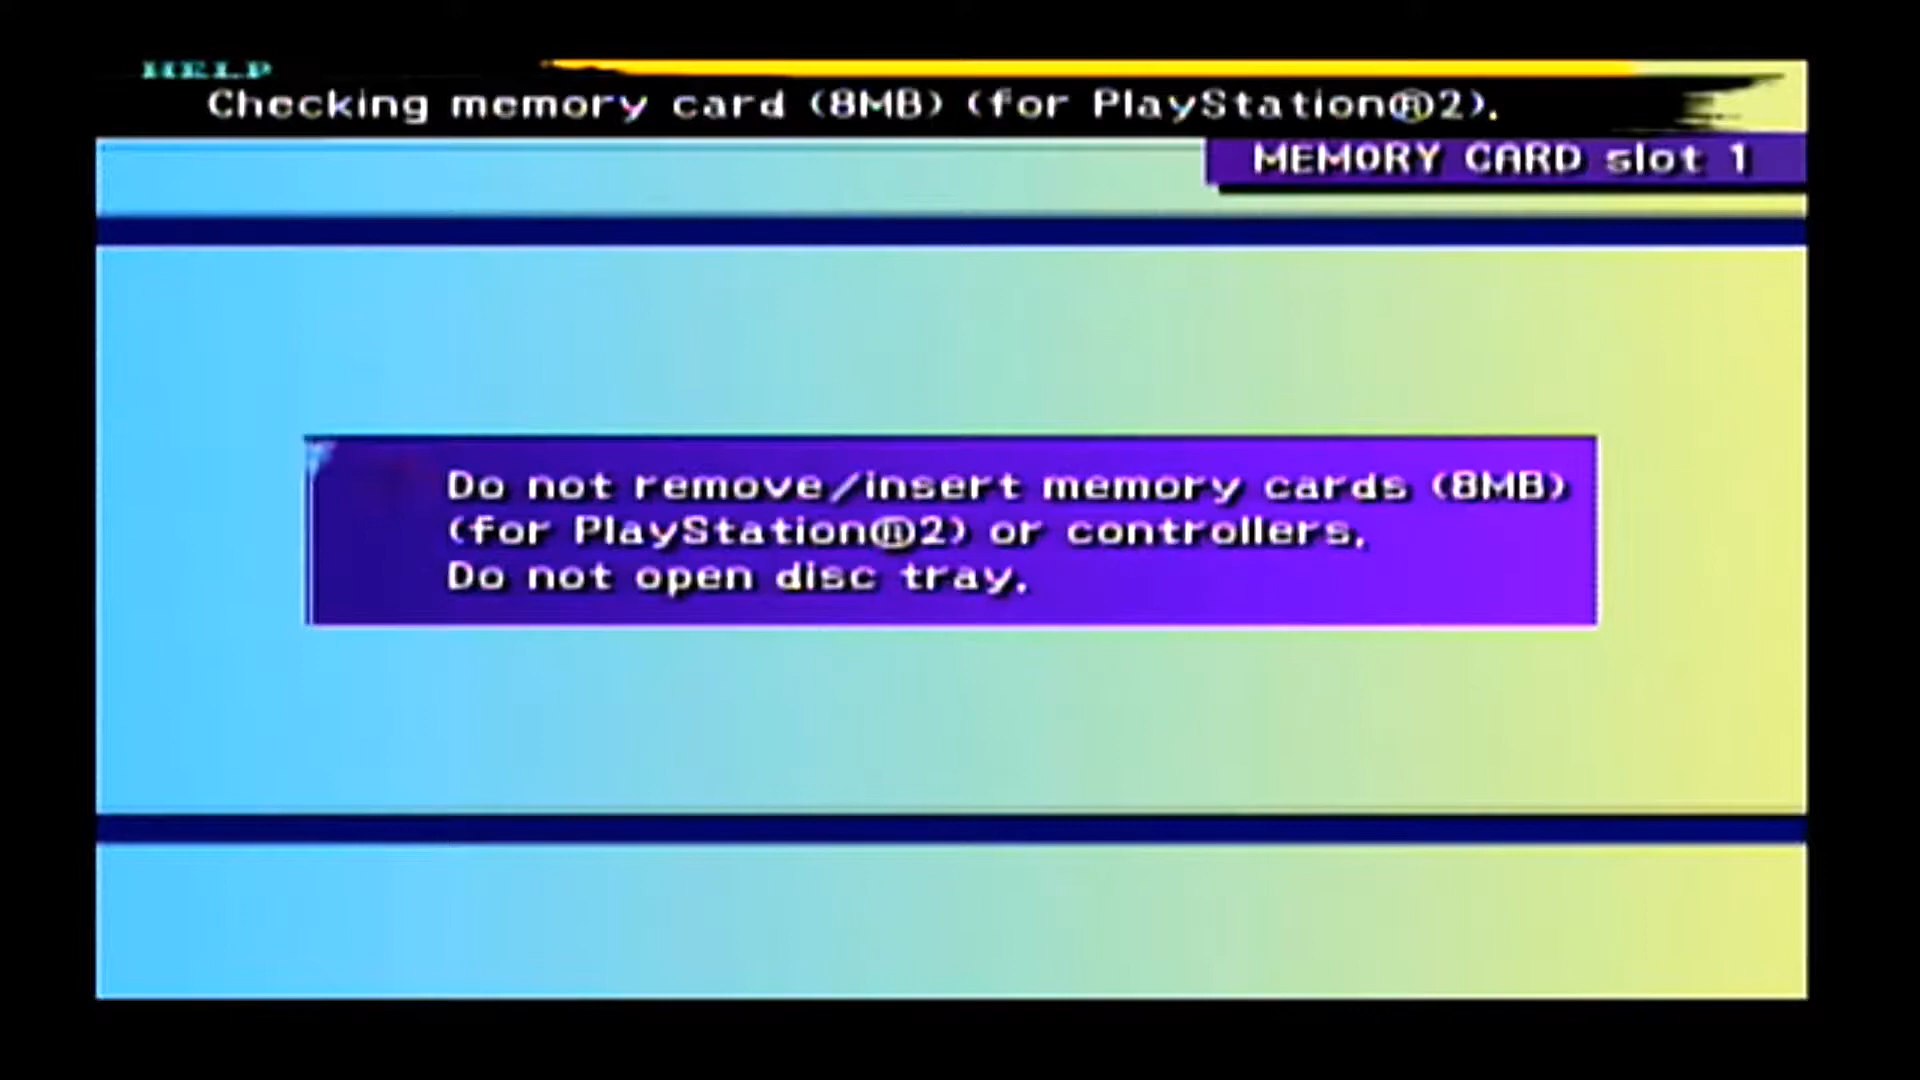 HELP
Checking memory card (8MB) (for PlayStation®2).
MEMORY CARD slot 1
Do not remove/insert memory cards (8MB)
(for PlayStation®2) or controllers.
Do not open disc tray.